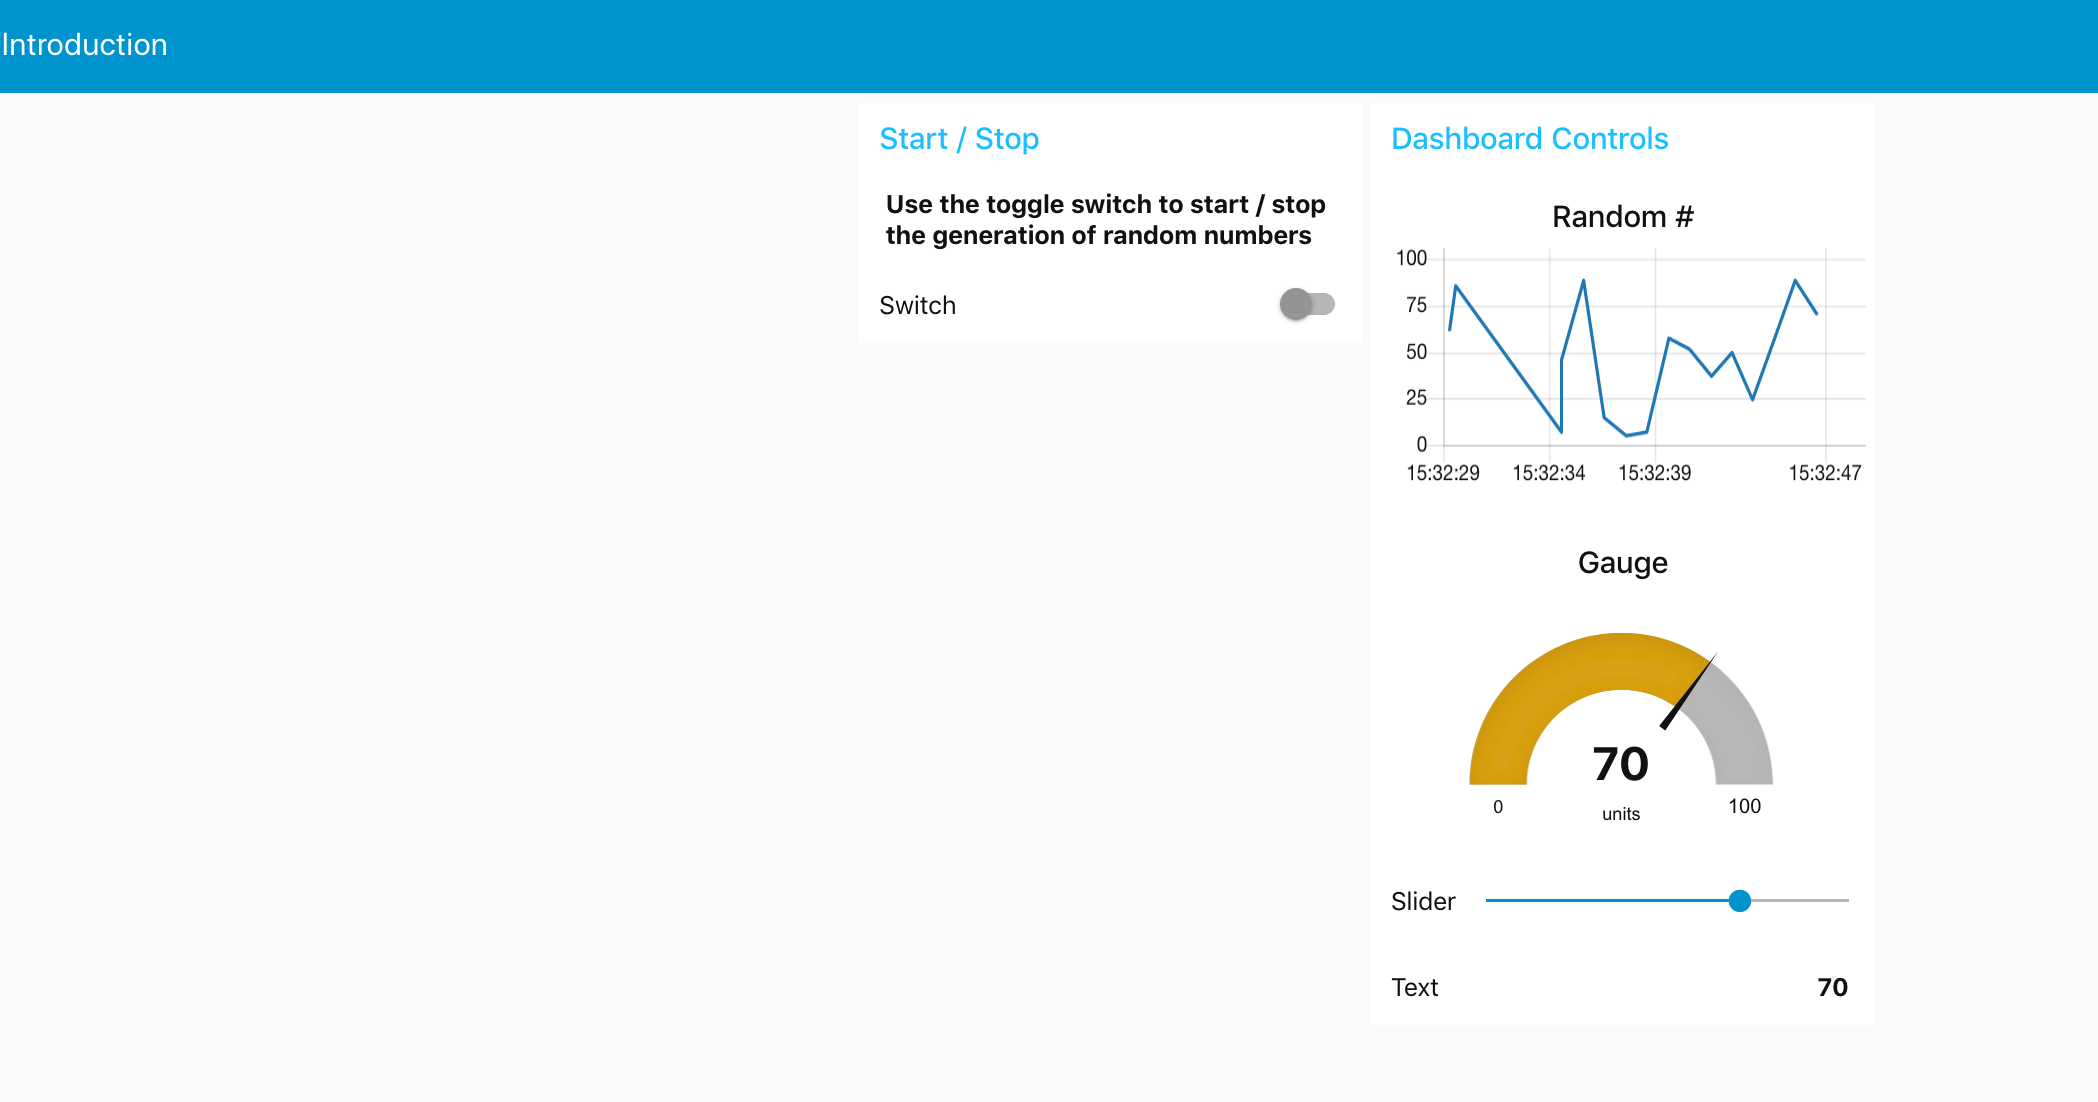 Introduction
Start / Stop
Use the toggle switch to start / stop
the generation of random numbers
Switch
Dashboard Controls
Random #
100
75
50
25
0
15:32:29 15:32:34 15:32:39 15:32:47
Gauge
70
0 units 100
Slider
Text 70